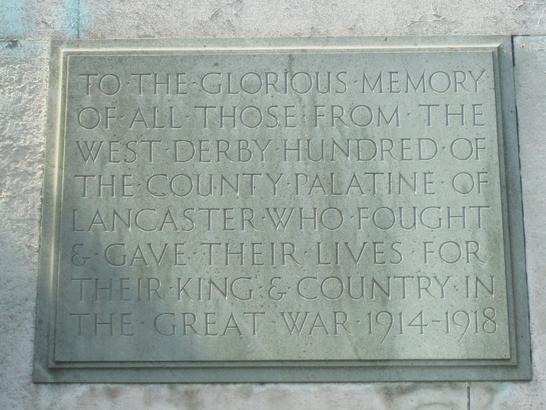 TO·THE·GLORIOUS·MEMORY
OF·ALL·THOSE·FROM·THE
WEST·DERBY·HUNDRED·OF
THE·COUNTY·PALATINE·OF
LANCASTER·WHO·FOUGHT
&·GAVE·THEIR·LIVES·FOR
THEIR·KING·&·COUNTRY·IN
THE·GREAT·WAR·1914-1918